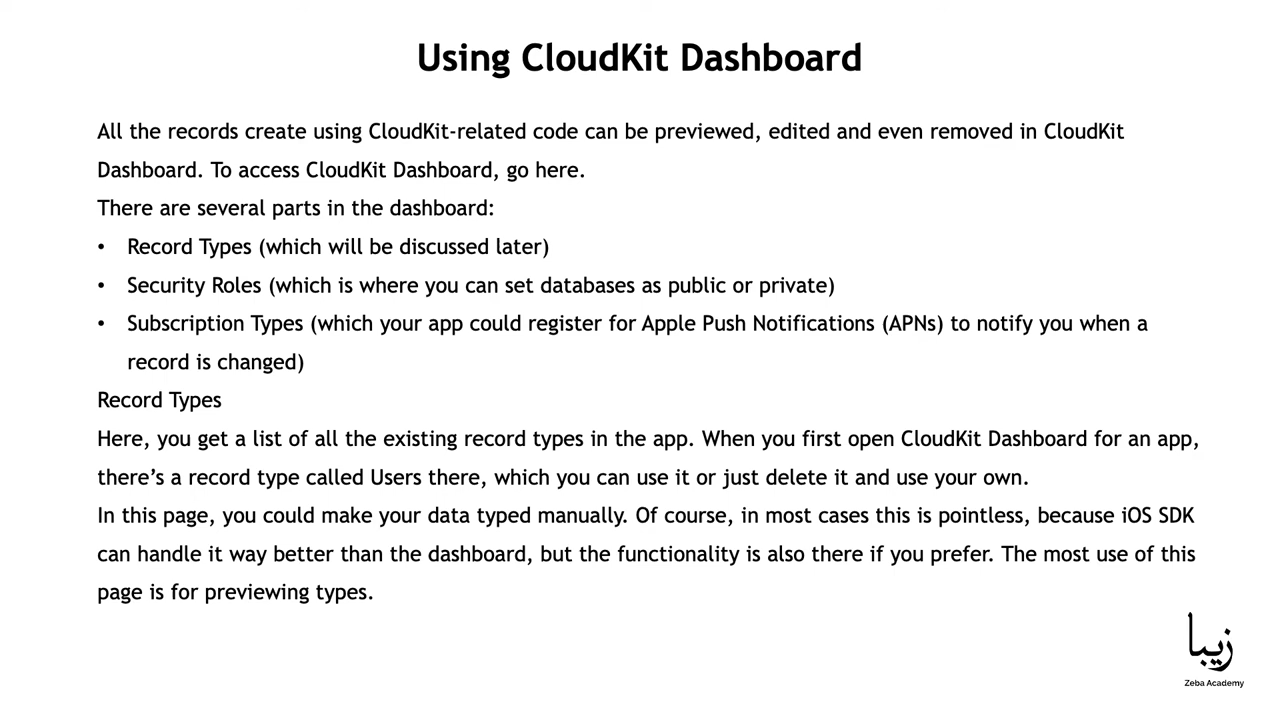 Using CloudKit Dashboard
All the records create using CloudKit-related code can be previewed, edited and even removed in CloudKit
Dashboard. To access CloudKit Dashboard, go here.
There are several parts in the dashboard:
• Record Types (which will be discussed later)
• Security Roles (which is where you can set databases as public or private)
• Subscription Types (which your app could register for Apple Push Notifications (APNs) to notify you when a
record is changed)
Record Types
Here, you get a list of all the existing record types in the app. When you first open CloudKit Dashboard for an app,
there’s a record type called Users there, which you can use it or just delete it and use your own.
In this page, you could make your data typed manually. Of course, in most cases this is pointless, because iOS SDK
can handle it way better than the dashboard, but the functionality is also there if you prefer. The most use of this
page is for previewing types.
زیبا
Zeba Academy